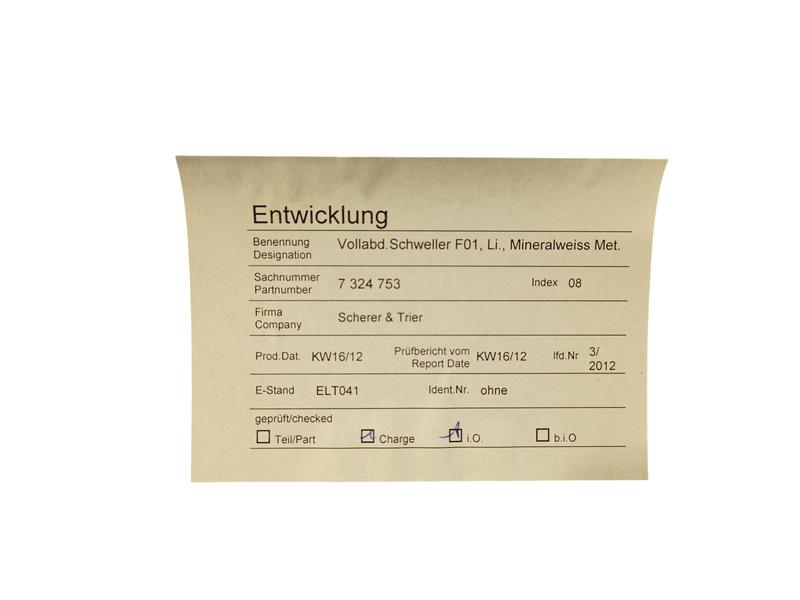 Entwicklung
Benennung Vollabd.Schweller F01, Li., Mineralweiss Met.
Designation
Sachnummer 7 324 753 Index 08
Partnumber
Firma Scherer & Trier
Company
Prod.Dat. KW16/12 Prüfbericht vom KW16/12 lfd.Nr 3/
Report Date 2012
E-Stand ELT041 Ident.Nr. ohne
geprüft/checked
Teil/Part Charge i.O. b.i.O